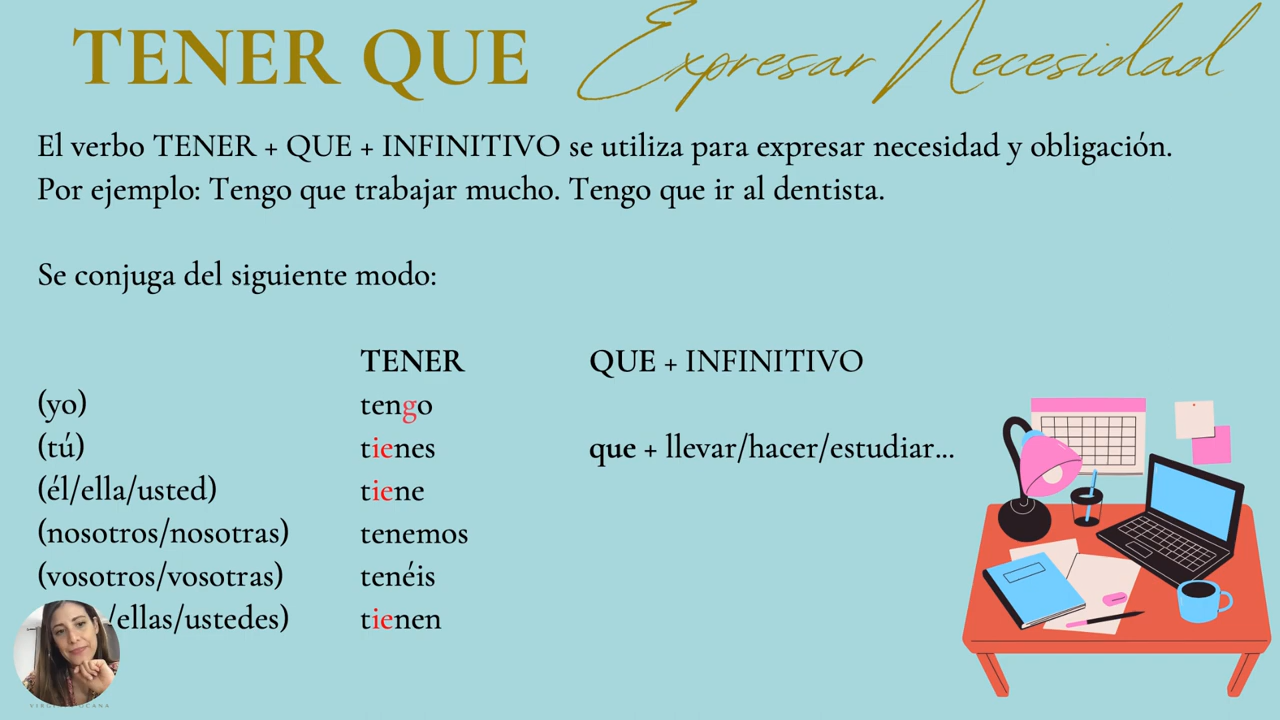 TENER QUE Expresar Necesidad
El verbo TENER + QUE + INFINITIVO se utiliza para expresar necesidad y obligación.
Por ejemplo: Tengo que trabajar mucho. Tengo que ir al dentista.
Se conjuga del siguiente modo:
TENER QUE + INFINITIVO
(yo) tengo
(tú) tienes que + llevar/hacer/estudiar...
(él/ella/usted) tiene
(nosotros/nosotras) tenemos
(vosotros/vosotras) tenéis
/ellas/ustedes) tienen